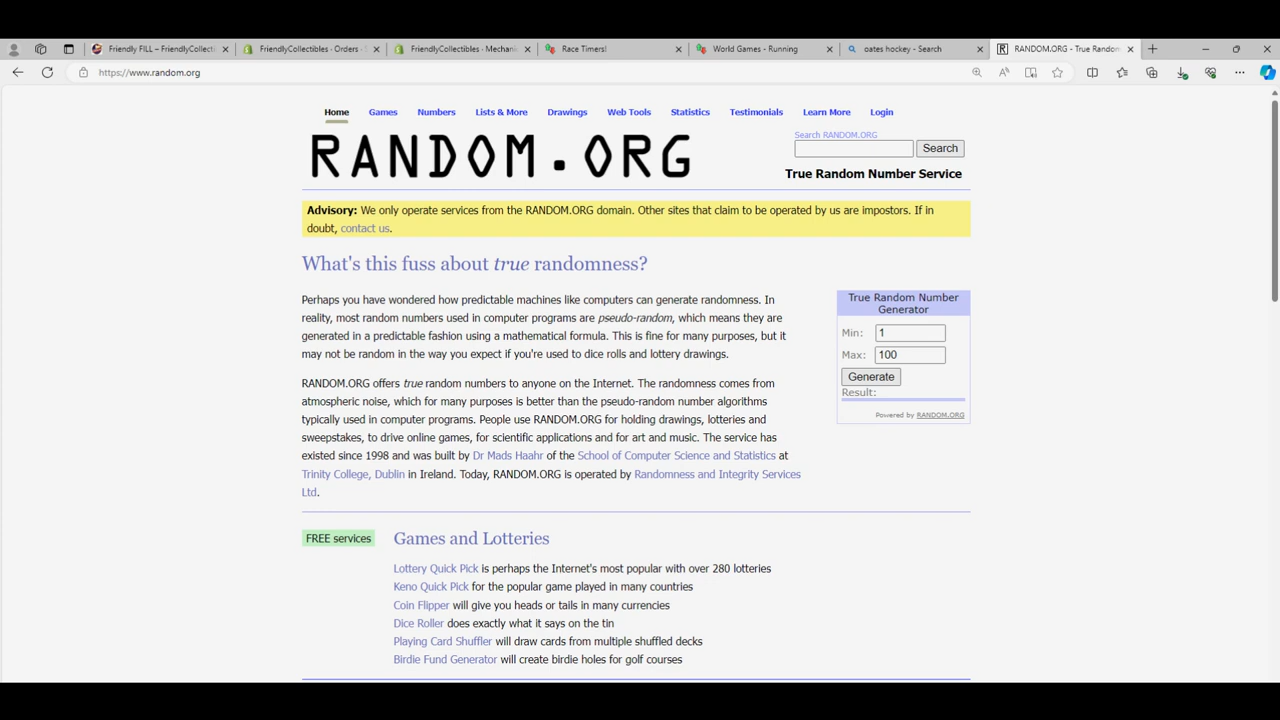 Friendly FILL – FriendlyCollecti
FriendlyCollectibles · Orders ·
FriendlyCollectibles · Mechani
Race Timers!
World Games - Running
oates hockey - Search
RANDOM.ORG - True Random
https://www.random.org
Home Games Numbers Lists & More Drawings Web Tools Statistics Testimonials Learn More Login
RANDOM.ORG
Search RANDOM.ORG
Search
True Random Number Service
Advisory: We only operate services from the RANDOM.ORG domain. Other sites that claim to be operated by us are impostors. If in
doubt, contact us.
What's this fuss about true randomness?
Perhaps you have wondered how predictable machines like computers can generate randomness. In
reality, most random numbers used in computer programs are pseudo-random, which means they are
generated in a predictable fashion using a mathematical formula. This is fine for many purposes, but it
may not be random in the way you expect if you're used to dice rolls and lottery drawings.
RANDOM.ORG offers true random numbers to anyone on the Internet. The randomness comes from
atmospheric noise, which for many purposes is better than the pseudo-random number algorithms
typically used in computer programs. People use RANDOM.ORG for holding drawings, lotteries and
sweepstakes, to drive online games, for scientific applications and for art and music. The service has
existed since 1998 and was built by Dr Mads Haahr of the School of Computer Science and Statistics at
Trinity College, Dublin in Ireland. Today, RANDOM.ORG is operated by Randomness and Integrity Services
Ltd.
True Random Number
Generator
Min: 1
Max: 100
Generate
Result:
Powered by RANDOM.ORG
FREE services
Games and Lotteries
Lottery Quick Pick is perhaps the Internet's most popular with over 280 lotteries
Keno Quick Pick for the popular game played in many countries
Coin Flipper will give you heads or tails in many currencies
Dice Roller does exactly what it says on the tin
Playing Card Shuffler will draw cards from multiple shuffled decks
Birdie Fund Generator will create birdie holes for golf courses